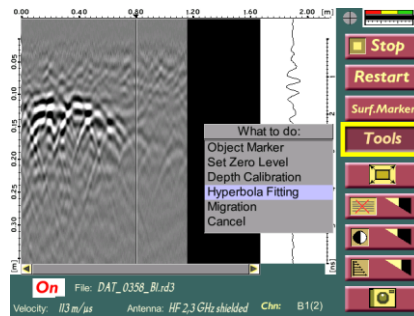 0.40 0.80 1.20 1.60 2.00 [m]
Stop
0.00
Restart
0.05
Surf.Marker
0.10
What to do:
Tools
0.15
Object Marker
Set Zero Level
0.20
Depth Calibration
Hyperbola Fitting
0.25
Migration
Cancel
0.30
[m] [ns]
On File: DAT_0358_B1.rd3
Velocity: 113 m/µs Antenna: HF 2,3 GHz shielded Chn: B1(2)